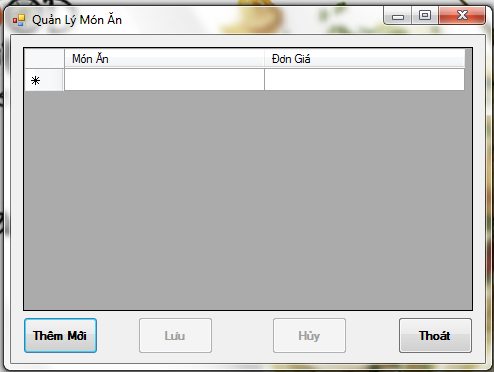 Quản Lý Món Ăn
Món Ăn Đơn Giá
Thêm Mới Lưu Hủy Thoát